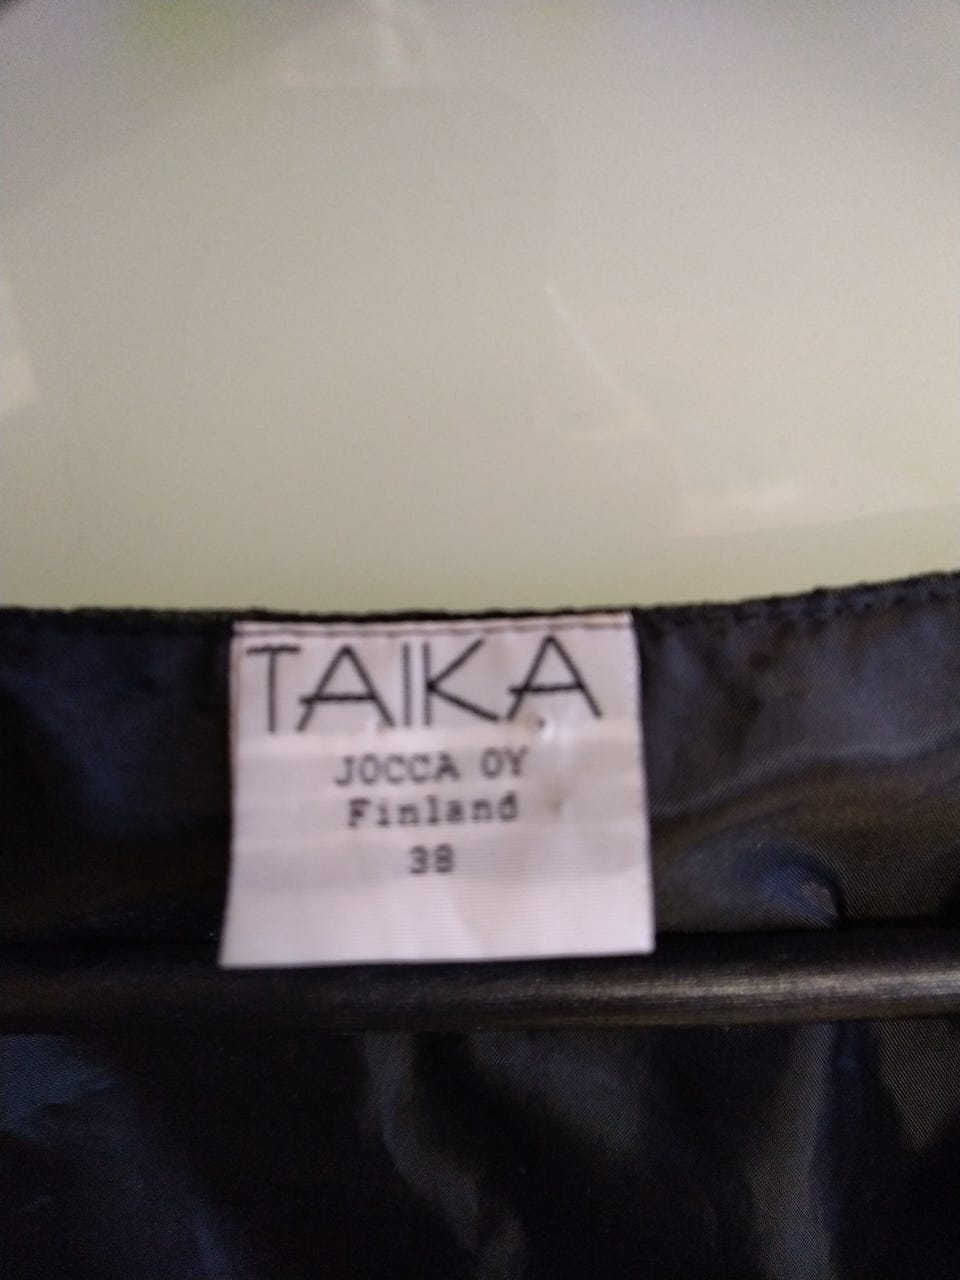 TAIKA
JOCCA OY
Finland
38